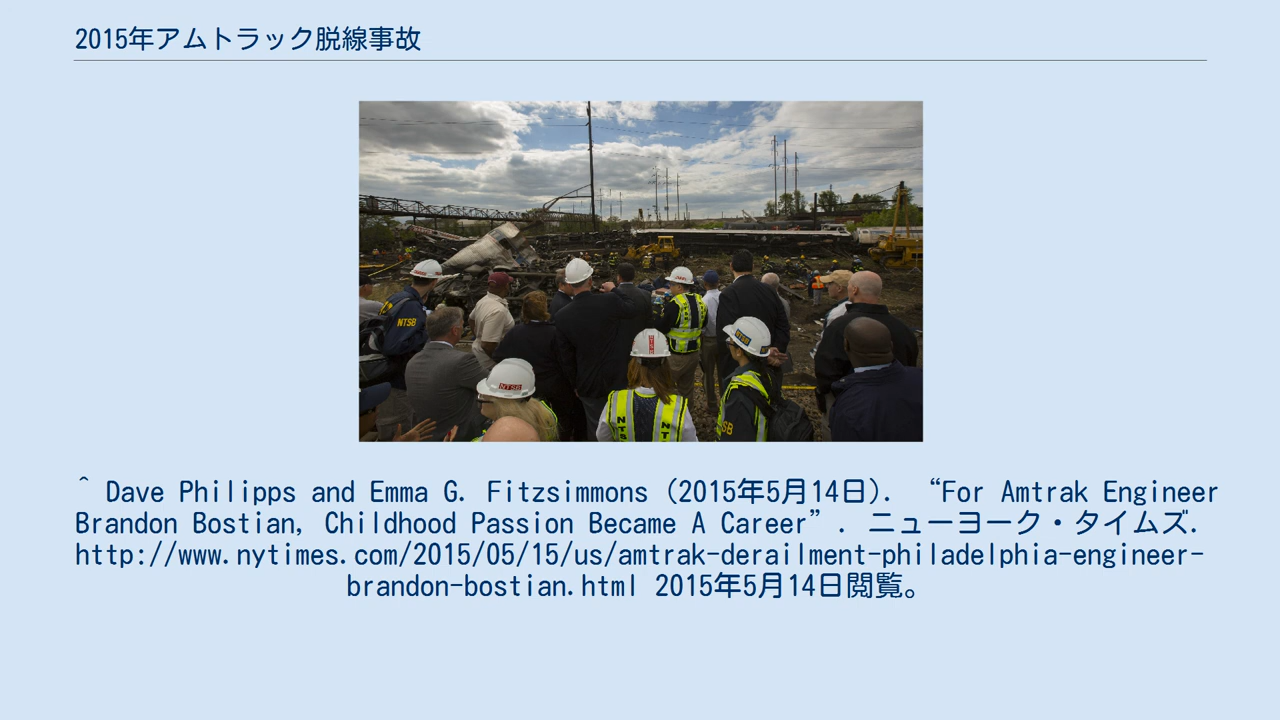 2015年アムトラック脱線事故
NTSB
NTSB
NTSB
^ Dave Philipps and Emma G. Fitzsimmons (2015年5月14日). “For Amtrak Engineer
Brandon Bostian, Childhood Passion Became A Career”. ニューヨーク・タイムズ.
http://www.nytimes.com/2015/05/15/us/amtrak-derailment-philadelphia-engineer-
brandon-bostian.html 2015年5月14日閲覧。